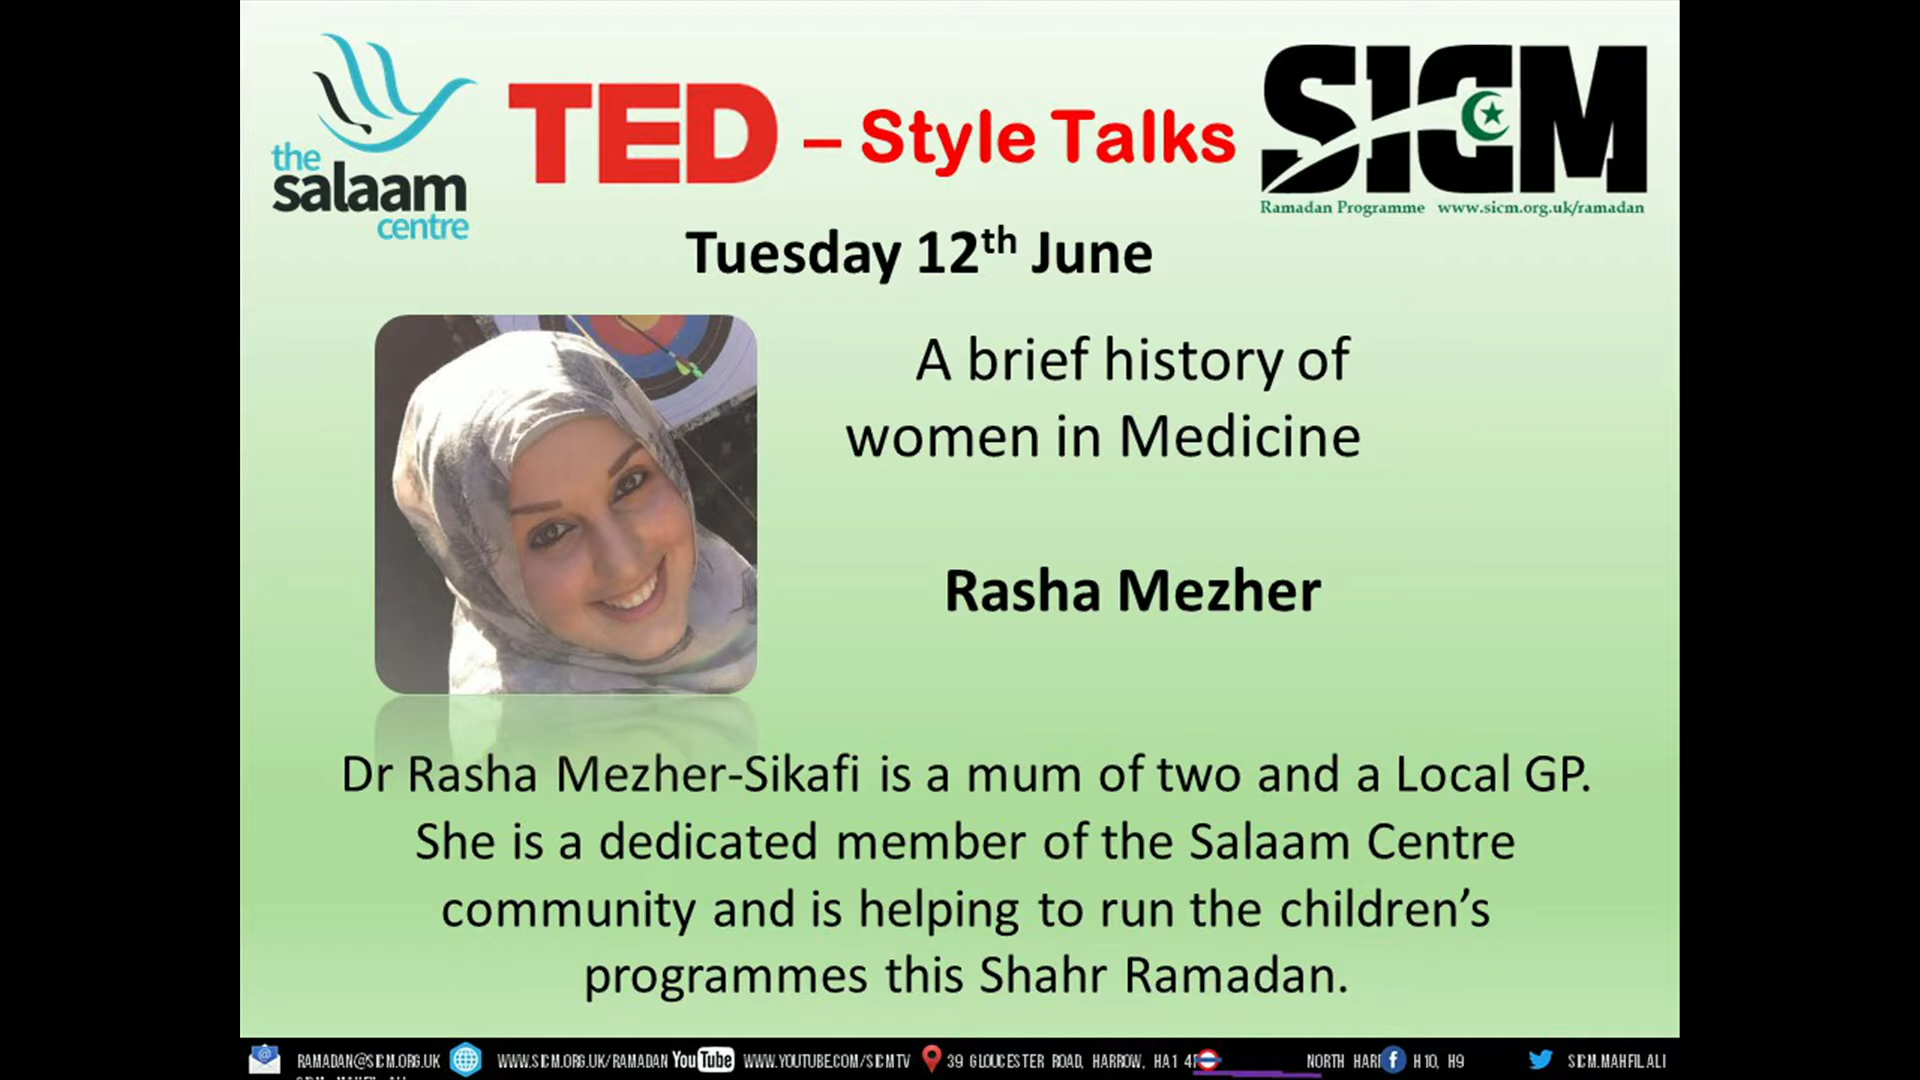 the
salaam
centre
TED – Style Talks
SICM
Ramadan Programme www.sicm.org.uk/ramadan
Tuesday 12th June
A brief history of
women in Medicine
Rasha Mezher
Dr Rasha Mezher-Sikafi is a mum of two and a Local GP.
She is a dedicated member of the Salaam Centre
community and is helping to run the children's
programmes this Shahr Ramadan.
RAMADAN@SICM.ORG.UK WWW.SICM.ORG.UK/RAMADAN YouTube WWW.YOUTUBE.COM/SICMTV 39 GLOUCESTER ROAD, HARROW, HA1 NORTH H10, H9 SICM.MAHFILALI